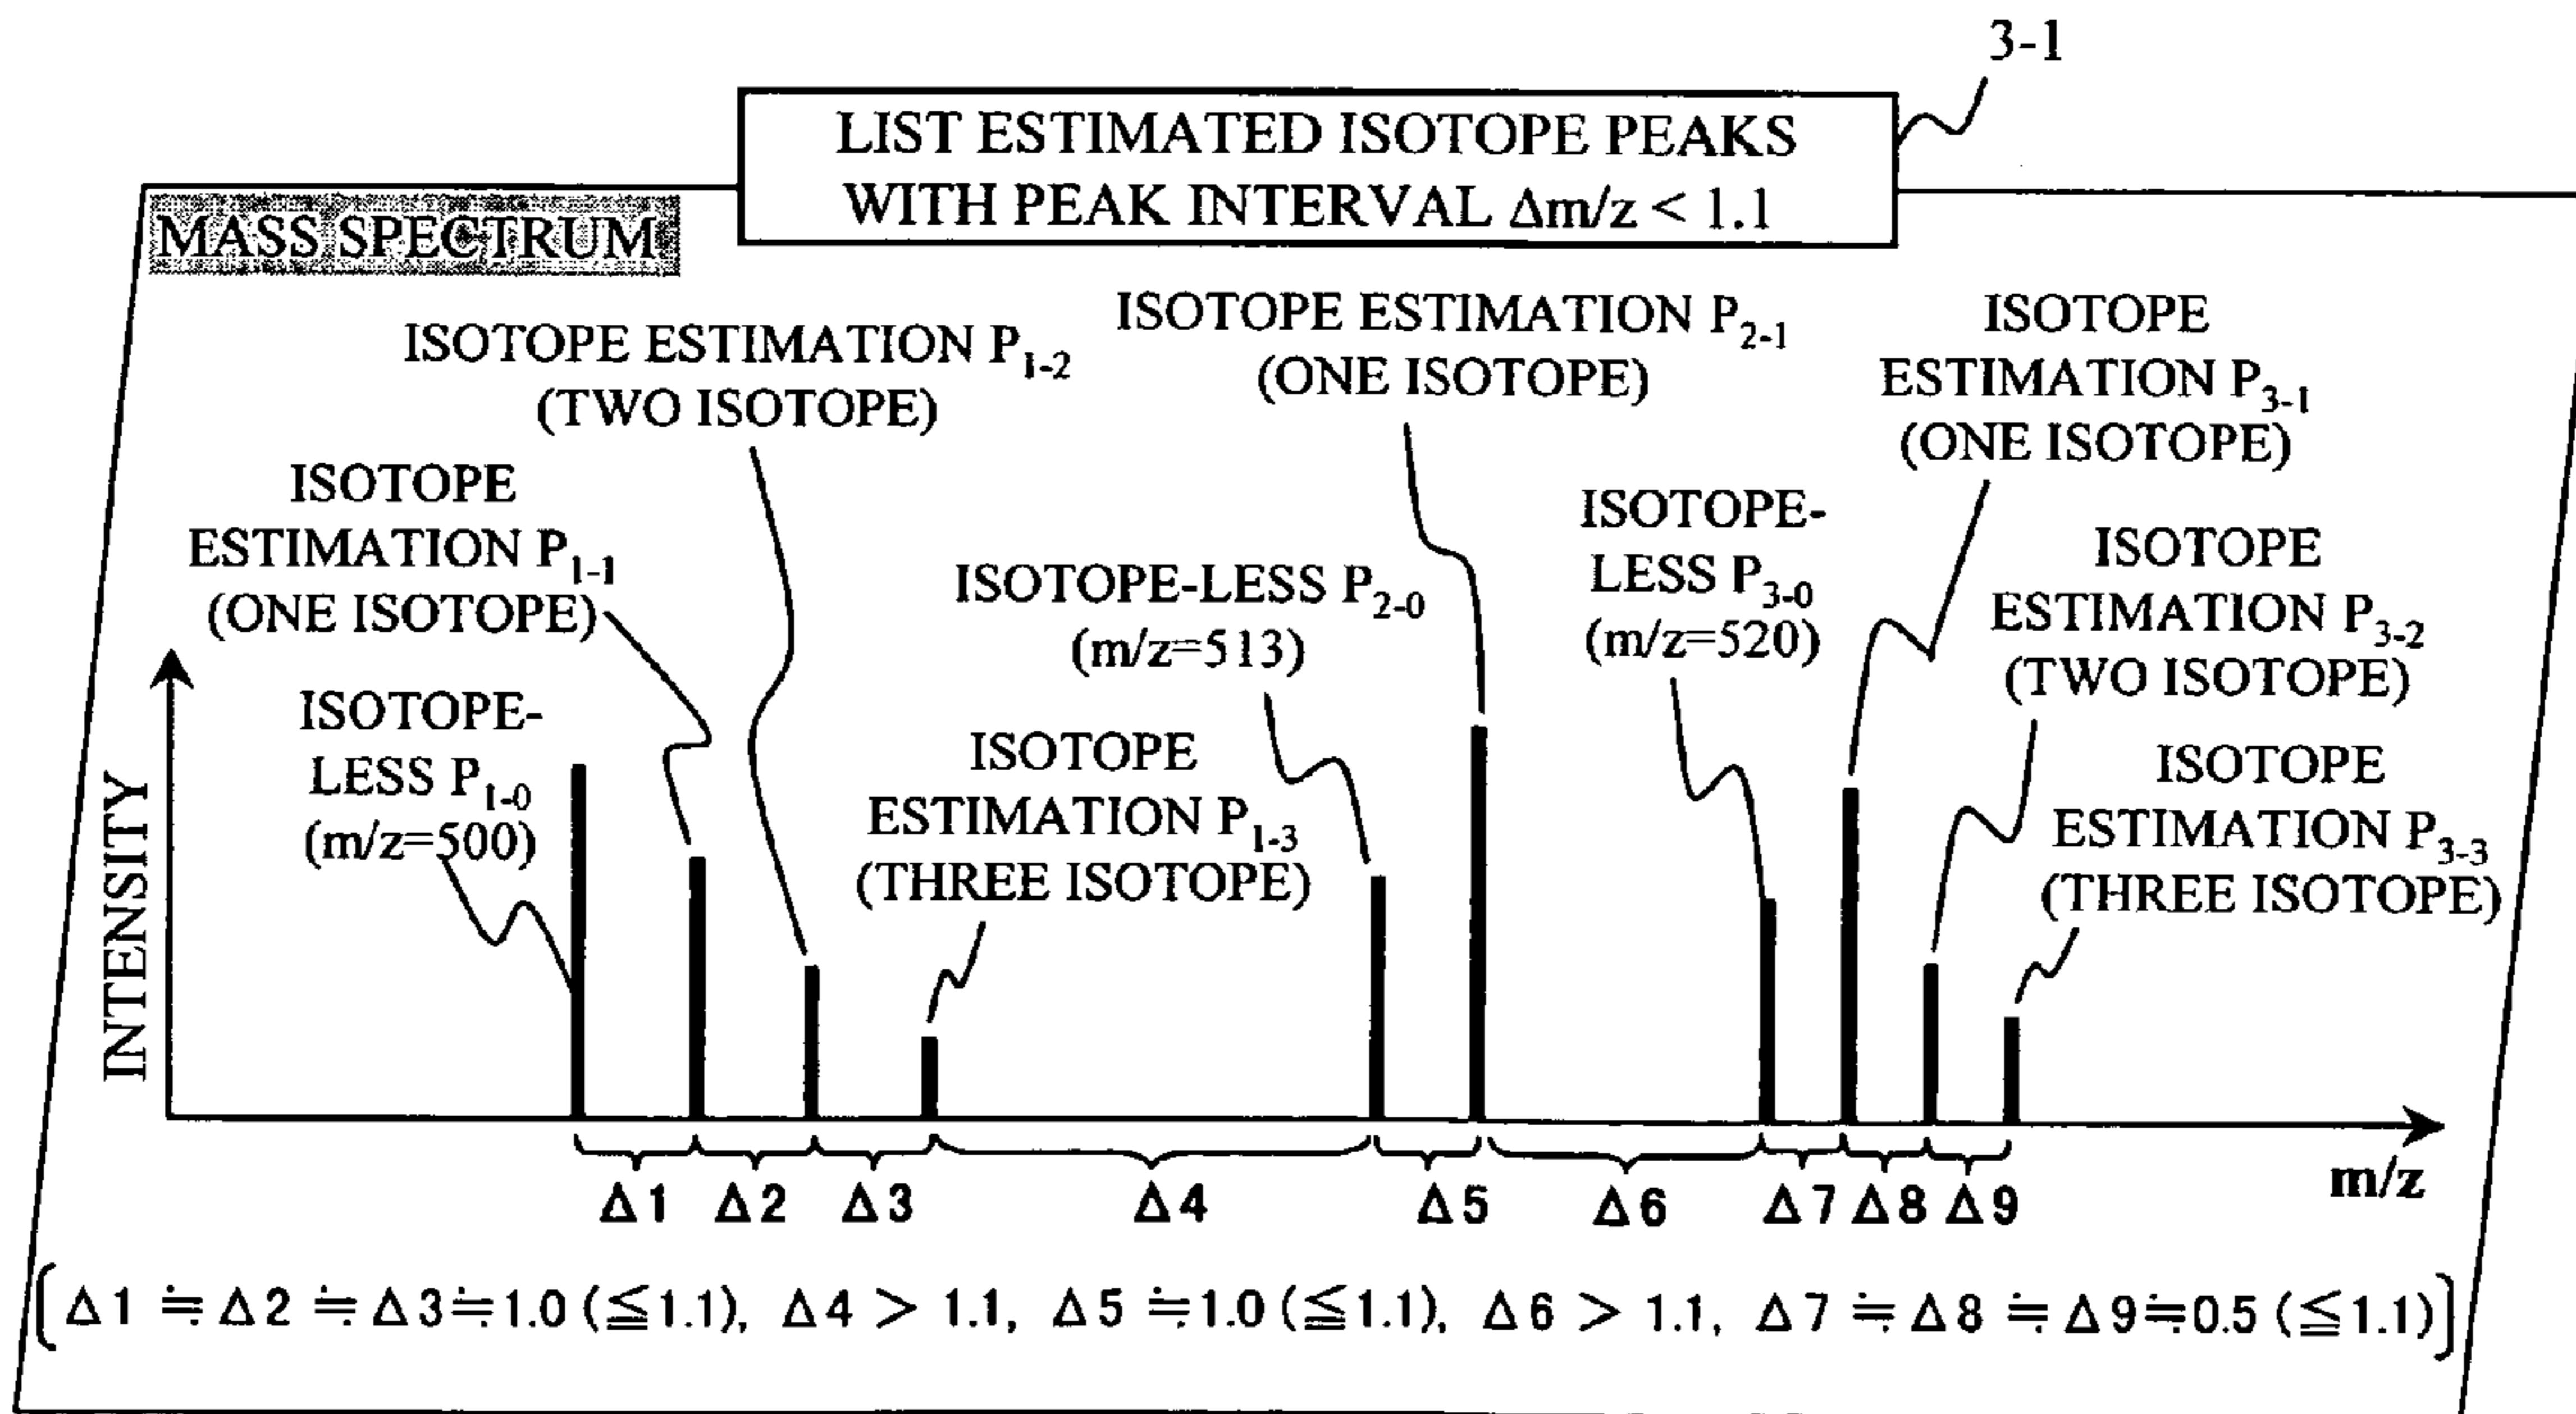 3-1
LIST ESTIMATED ISOTOPE PEAKS
WITH PEAK INTERVAL Δm/z < 1.1
MASS SPECTRUM
ISOTOPE ESTIMATION P1-2
(TWO ISOTOPE)
ISOTOPE ESTIMATION P2-1
(ONE ISOTOPE)
ISOTOPE
ESTIMATION P3-1
(ONE ISOTOPE)
ISOTOPE
ESTIMATION P1-1
(ONE ISOTOPE)
ISOTOPE-LESS P2-0
(m/z=513)
ISOTOPE-
LESS P3-0
(m/z=520)
ISOTOPE
ESTIMATION P3-2
(TWO ISOTOPE)
ISOTOPE-
LESS P1-0
(m/z=500)
ISOTOPE
ESTIMATION P1-3
(THREE ISOTOPE)
ISOTOPE
ESTIMATION P3-3
(THREE ISOTOPE)
INTENSITY
m/z
Δ1 Δ2 Δ3 Δ4 Δ5 Δ6 Δ7 Δ8 Δ9
[Δ1 ≒ Δ2 ≒ Δ3≒1.0 (≦1.1), Δ4 > 1.1, Δ5 ≒1.0 (≦1.1), Δ6 > 1.1, Δ7 ≒ Δ8 ≒ Δ9≒0.5 (≦1.1)]